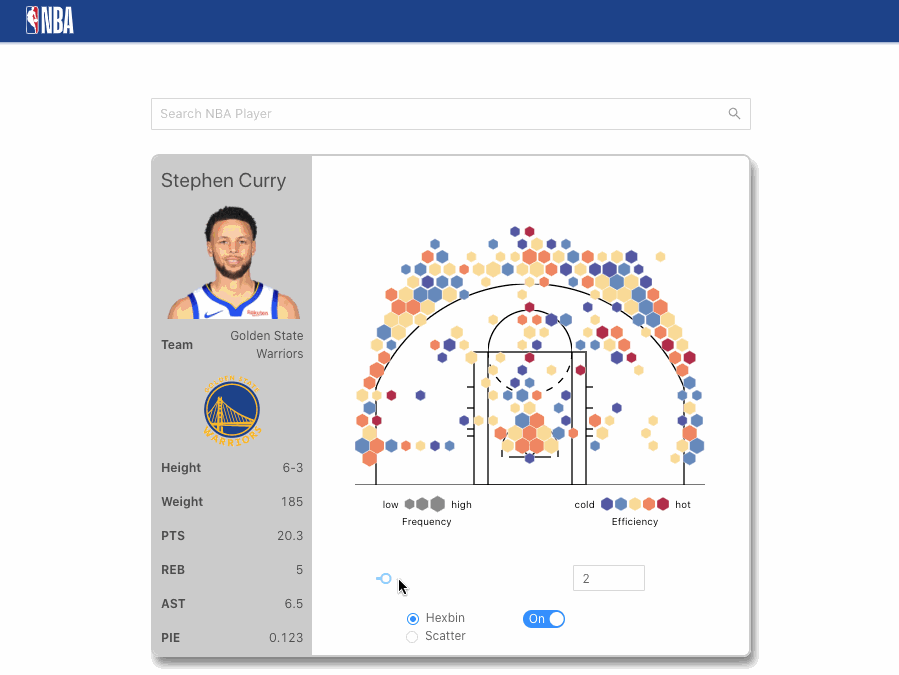 NBA
Search NBA Player
Stephen Curry
Team Golden State
Warriors
GOLDEN STATE
WARRIORS
Height 6-3
Weight 185
PTS 20.3
REB 5
AST 6.5
PIE 0.123
low high
Frequency
cold hot
Efficiency
2
Hexbin
On
Scatter